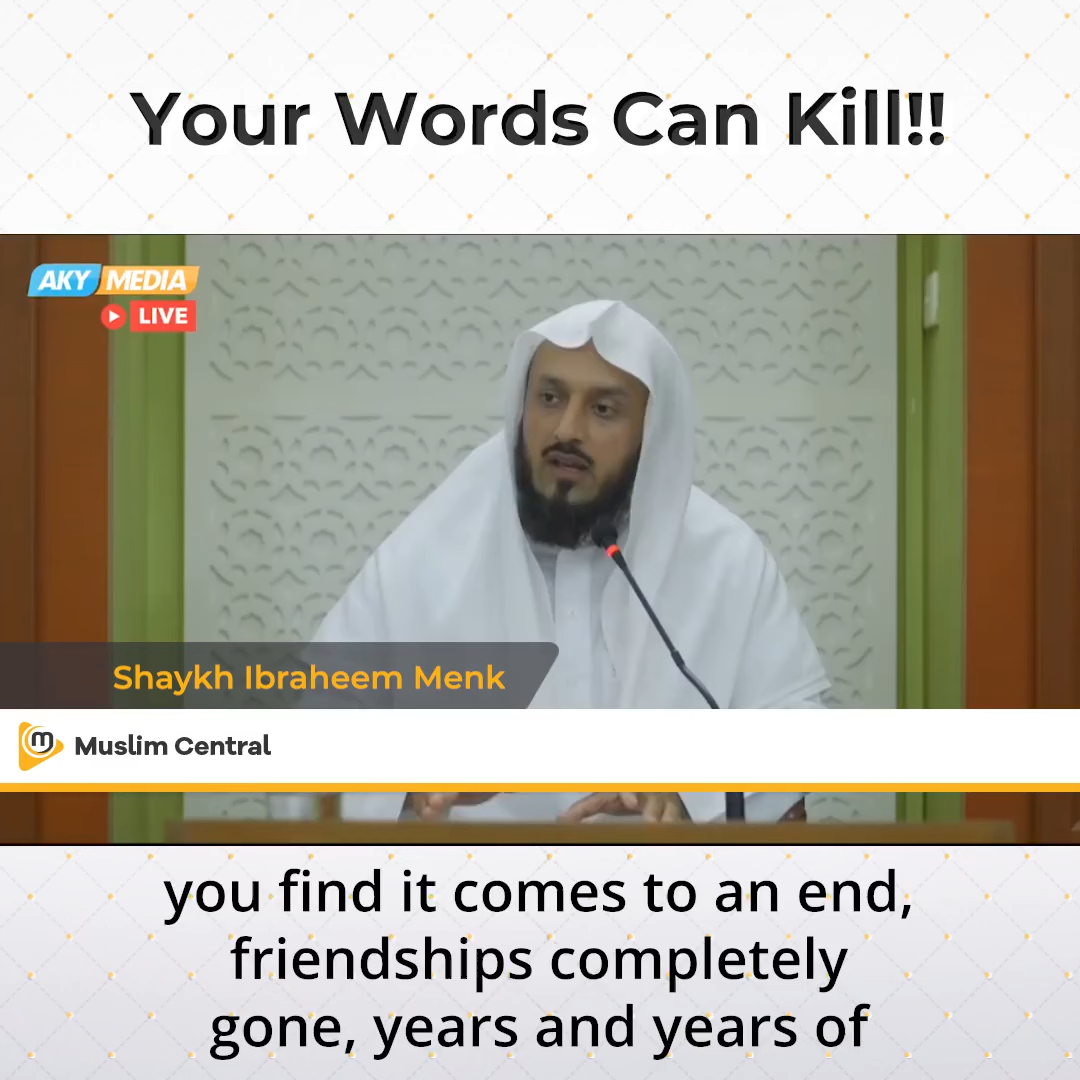 Your Words Can Kill!!
AKY MEDIA
LIVE
Shaykh Ibraheem Menk
m Muslim Central
you find it comes to an end,
friendships completely
gone, years and years of